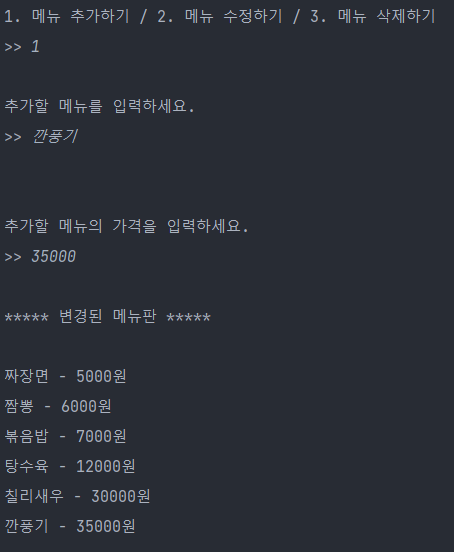 1. 메뉴 추가하기 / 2. 메뉴 수정하기 / 3. 메뉴 삭제하기
>> 1
추가할 메뉴를 입력하세요.
>> 깐풍기
추가할 메뉴의 가격을 입력하세요.
>> 35000
***** 변경된 메뉴판 *****
짜장면 - 5000원
짬뽕 - 6000원
볶음밥 - 7000원
탕수육 - 12000원
칠리새우 - 30000원
깐풍기 - 35000원